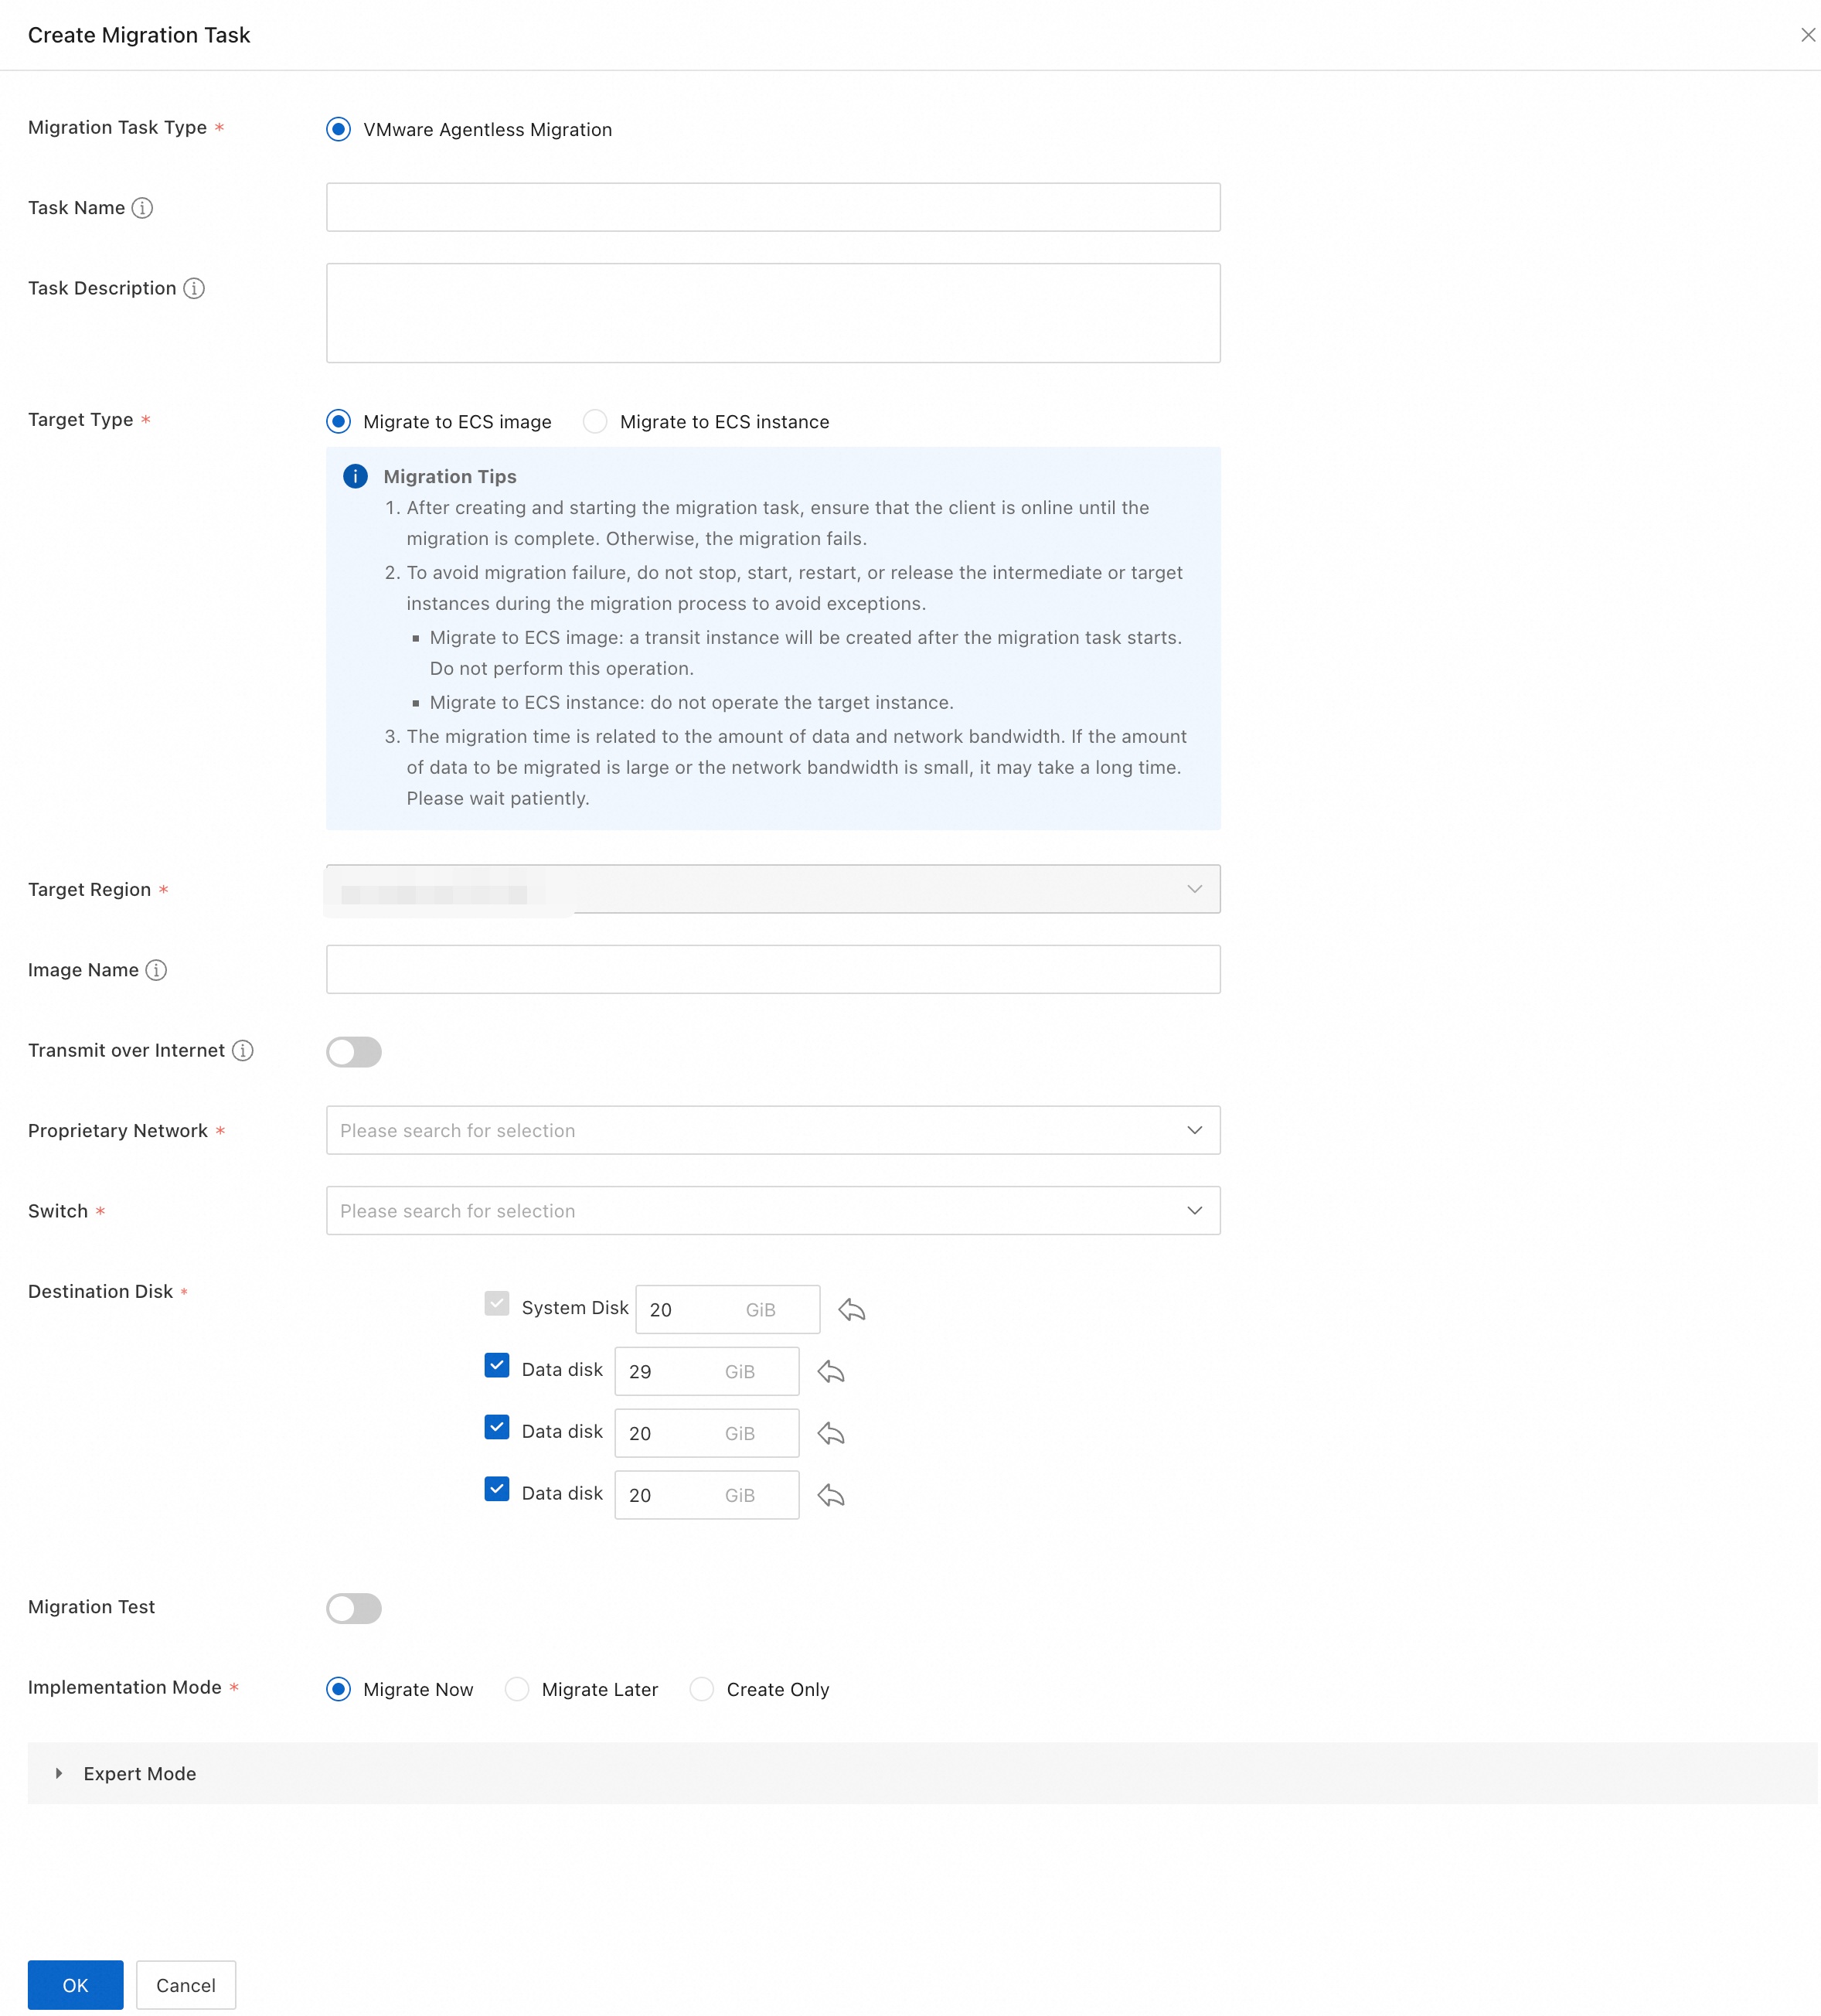 Create Migration Task
Migration Task Type *
VMware Agentless Migration
Task Name
Task Description
Target Type *
Migrate to ECS image
Migrate to ECS instance
Migration Tips
1. After creating and starting the migration task, ensure that the client is online until the
migration is complete. Otherwise, the migration fails.
2. To avoid migration failure, do not stop, start, restart, or release the intermediate or target
instances during the migration process to avoid exceptions.
▪ Migrate to ECS image: a transit instance will be created after the migration task starts.
Do not perform this operation.
▪ Migrate to ECS instance: do not operate the target instance.
3. The migration time is related to the amount of data and network bandwidth. If the amount
of data to be migrated is large or the network bandwidth is small, it may take a long time.
Please wait patiently.
Target Region *
Image Name
Transmit over Internet
Proprietary Network *
Please search for selection
Switch *
Please search for selection
Destination Disk *
System Disk 20 GiB
Data disk 29 GiB
Data disk 20 GiB
Data disk 20 GiB
Migration Test
Implementation Mode *
Migrate Now
Migrate Later
Create Only
Expert Mode
OK
Cancel